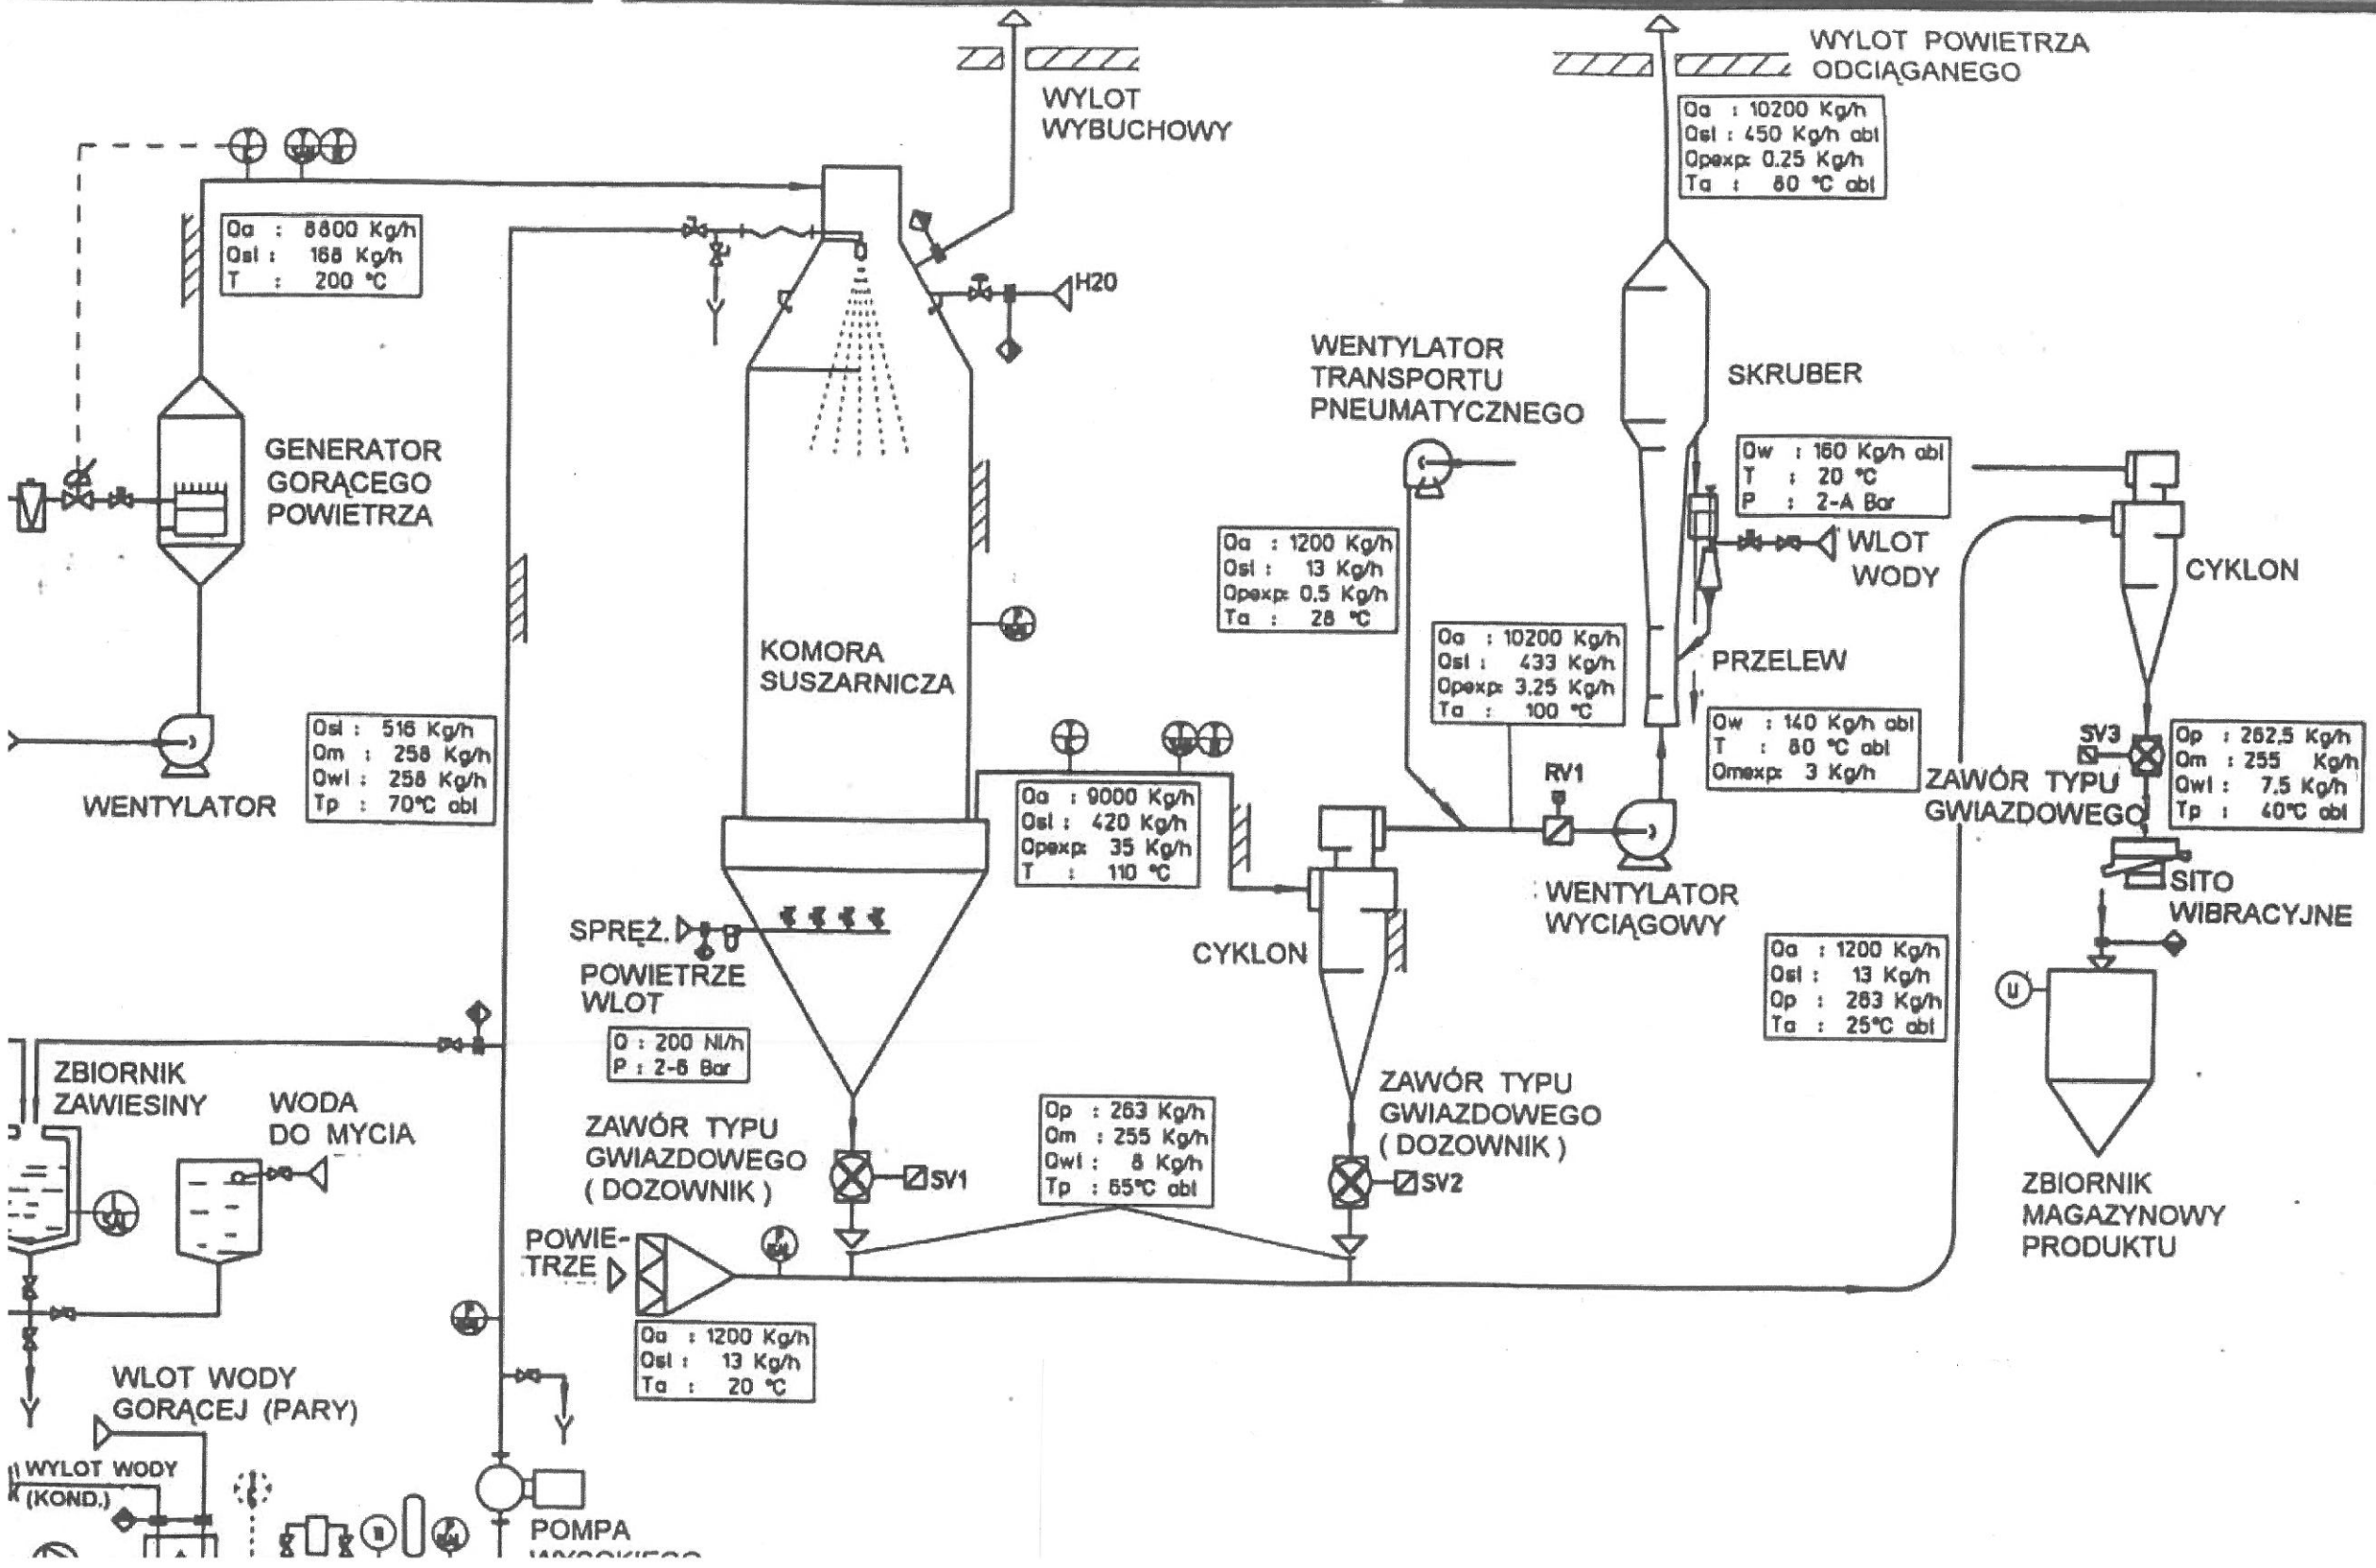 WYLOT
WYBUCHOWY
WYLOT POWIETRZA
ODCIĄGANEGO
Qa : 10200 Kg/h
Qsl : 450 Kg/h abl
Qpexp: 0.25 Kg/h
Ta : 60 °C abl
Qa : 8800 Kg/h
Qsl : 168 Kg/h
T : 200 °C
H20
GENERATOR
GORĄCEGO
POWIETRZA
WENTYLATOR
TRANSPORTU
PNEUMATYCZNEGO
SKRUBER
Qw : 160 Kg/h abl
T : 20 °C
P : 2-A Bar
WLOT
WODY
CYKLON
Qa : 1200 Kg/h
Qsl : 13 Kg/h
Qpexp: 0.5 Kg/h
Ta : 28 °C
Qa : 10200 Kg/h
Qsl : 433 Kg/h
Qpexp: 3.25 Kg/h
Ta : 100 °C
PRZELEW
KOMORA
SUSZARNICZA
Qw : 140 Kg/h abl
T : 60 °C abl
Qmexp: 3 Kg/h
SV3
ZAWÓR TYPU
GWIAZDOWEGO
Qp : 262,5 Kg/h
Qm : 255 Kg/h
Qwl : 7.5 Kg/h
Tp : 40°C abl
Qsl : 516 Kg/h
Qm : 258 Kg/h
Qwl : 258 Kg/h
Tp : 70°C abl
WENTYLATOR
Qa : 9000 Kg/h
Qsl : 420 Kg/h
Qpexp: 35 Kg/h
T : 110 °C
RV1
WENTYLATOR
WYCIĄGOWY
SITO
WIBRACYJNE
CYKLON
SPRĘŻ.
POWIETRZE
WLOT
Q : 200 Nl/h
P : 2-6 Bar
Qa : 1200 Kg/h
Qsl : 13 Kg/h
Qp : 263 Kg/h
Ta : 25°C abl
ZBIORNIK
ZAWIESINY
WODA
DO MYCIA
ZAWÓR TYPU
GWIAZDOWEGO
( DOZOWNIK )
SV1
Qp : 263 Kg/h
Qm : 255 Kg/h
Qwl : 8 Kg/h
Tp : 65°C abl
ZAWÓR TYPU
GWIAZDOWEGO
( DOZOWNIK )
SV2
ZBIORNIK
MAGAZYNOWY
PRODUKTU
POWIE-
TRZE
Qa : 1200 Kg/h
Qsl : 13 Kg/h
Ta : 20 °C
WLOT WODY
GORĄCEJ (PARY)
WYLOT WODY
(KOND.)
POMPA